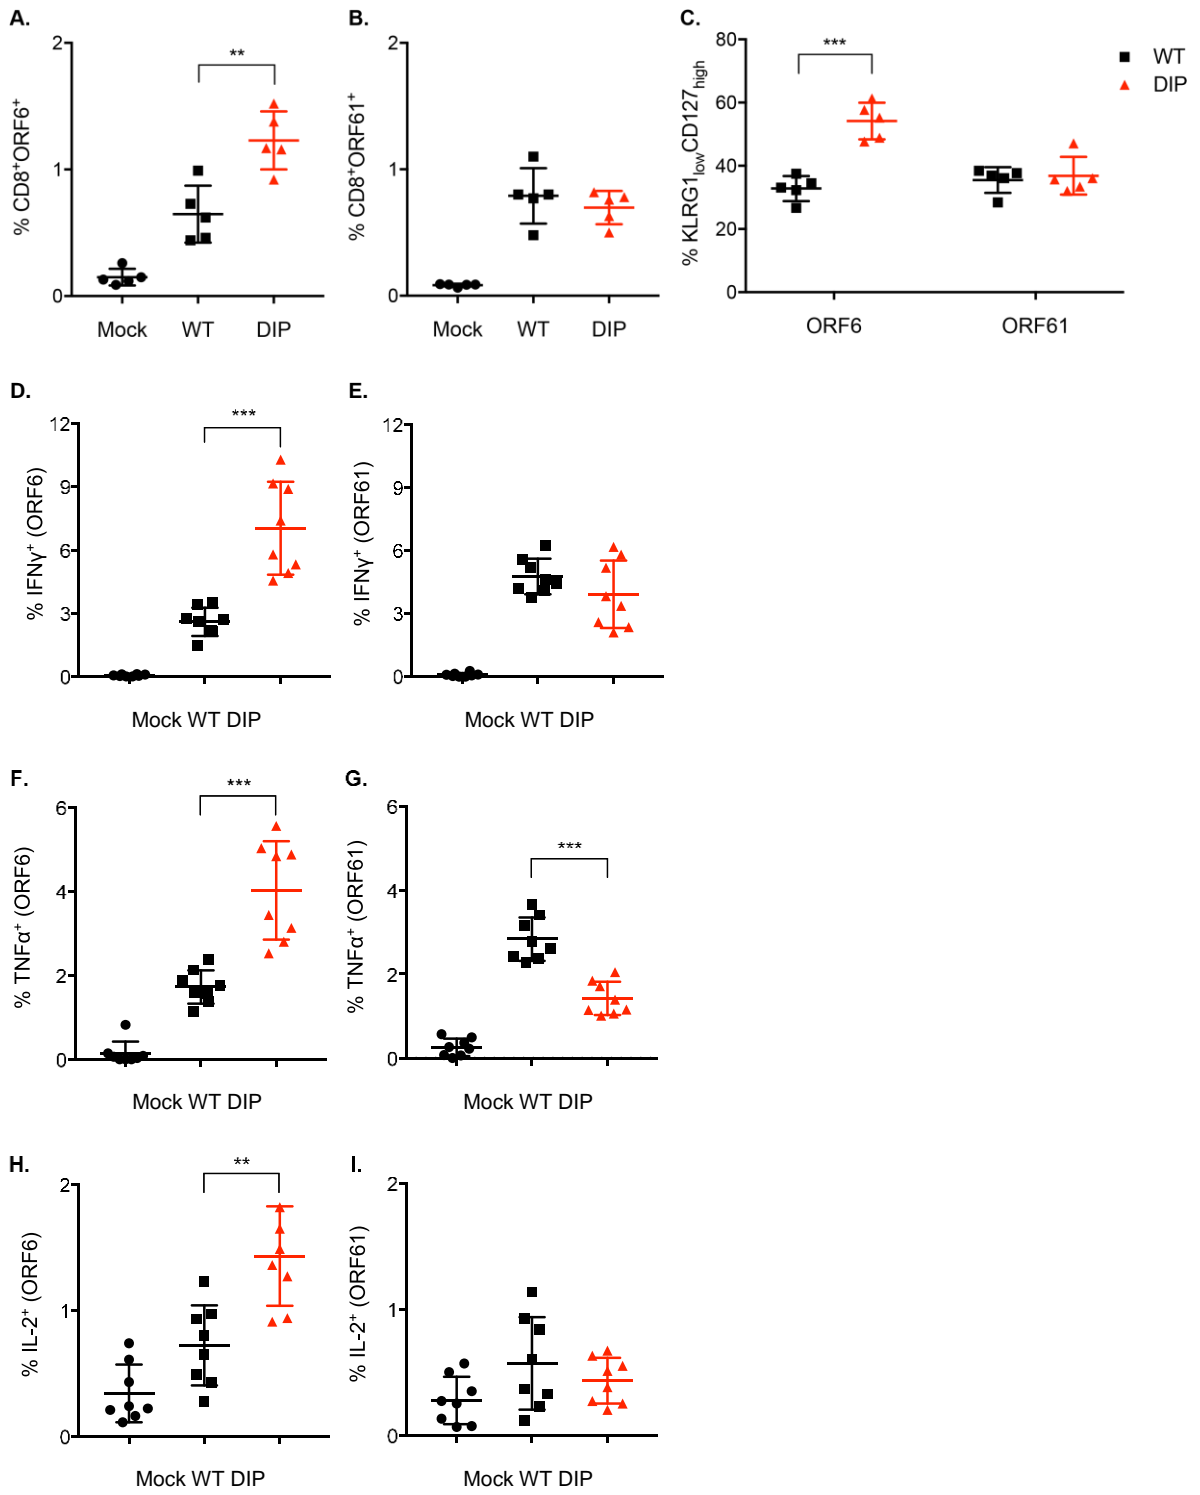 A.
2
1
0
% CD8+ORF6+
**
Mock WT DIP
B.
2
1
0
% CD8+ORF61+
Mock WT DIP
C.
80
60
40
20
0
% KLRG1lowCD127high
***
ORF6 ORF61
WT
DIP
D.
12
9
6
3
0
% IFNγ+ (ORF6)
***
Mock WT DIP
E.
12
9
6
3
0
% IFNγ+ (ORF61)
Mock WT DIP
F.
6
4
2
0
% TNFα+ (ORF6)
***
Mock WT DIP
G.
6
4
2
0
% TNFα+ (ORF61)
***
Mock WT DIP
H.
2
1
0
% IL-2+ (ORF6)
**
Mock WT DIP
I.
2
1
0
% IL-2+ (ORF61)
Mock WT DIP